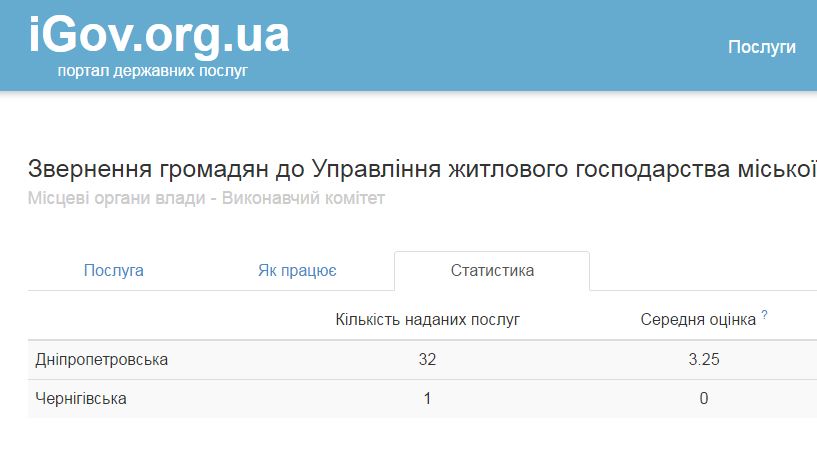 iGov.org.ua
портал державних послуг
Послуги
Звернення громадян до Управління житлового господарства міської
Місцеві органи влади - Виконавчий комітет
Послуга Як працює Статистика
Кількість наданих послуг Середня оцінка ?
Дніпропетровська 32 3.25
Чернігівська 1 0